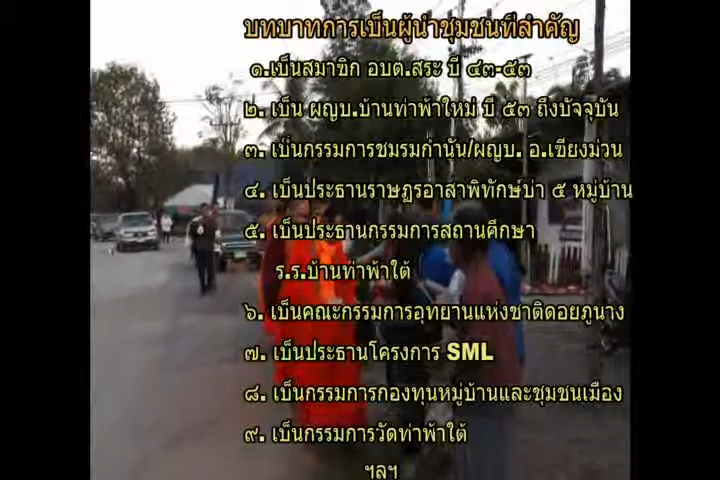 บทบาทการเป็นผู้นำชุมชนที่สำคัญ
๑.เป็นสมาชิก อบต.สระ ปี ๔๓-๕๓
๒. เป็น ผญบ.บ้านท่าฟ้าใหม่ ปี ๕๓ ถึงปัจจุบัน
๓. เป็นกรรมการชมรมกำนัน/ผญบ. อ.เชียงม่วน
๔. เป็นประธานราษฎรอาสาพิทักษ์ป่า ๕ หมู่บ้าน
๕. เป็นประธานกรรมการสถานศึกษา
ร.ร.บ้านท่าฟ้าใต้
๖. เป็นคณะกรรมการอุทยานแห่งชาติดอยภูนาง
๗. เป็นประธานโครงการ SML
๘. เป็นกรรมการกองทุนหมู่บ้านและชุมชนเมือง
๙. เป็นกรรมการวัดท่าฟ้าใต้
ฯลฯ